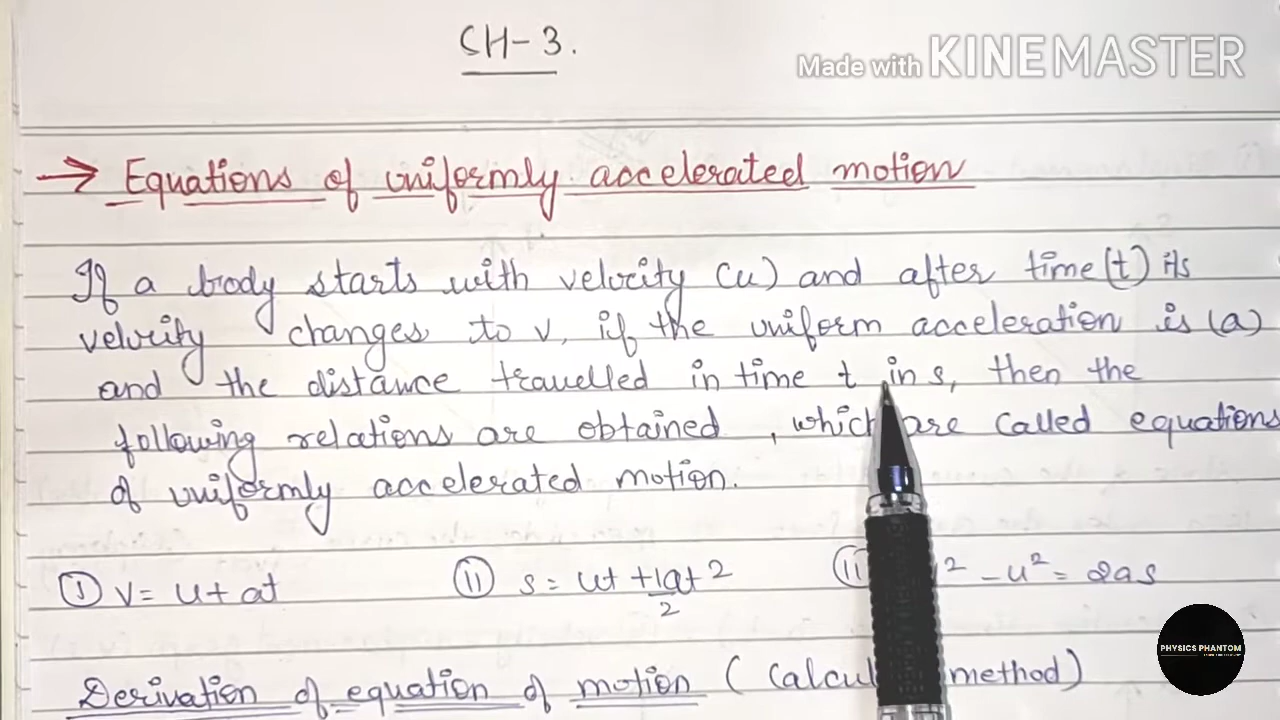 CH-3.
Made with KINEMASTER
→ Equations of uniformly accelerated motion
If a body starts with velocity (u) and after time (t) its
velocity changes to v, if the uniform acceleration is (a)
and the distance travelled in time t in s, then the
following relations are obtained, which are called equations
of uniformly accelerated motion.
(I) v = u + at (II) s = ut + 1/2 at² ² - u² = 2as
Derivation of equation of motion ( method)
PHYSICS PHANTOM